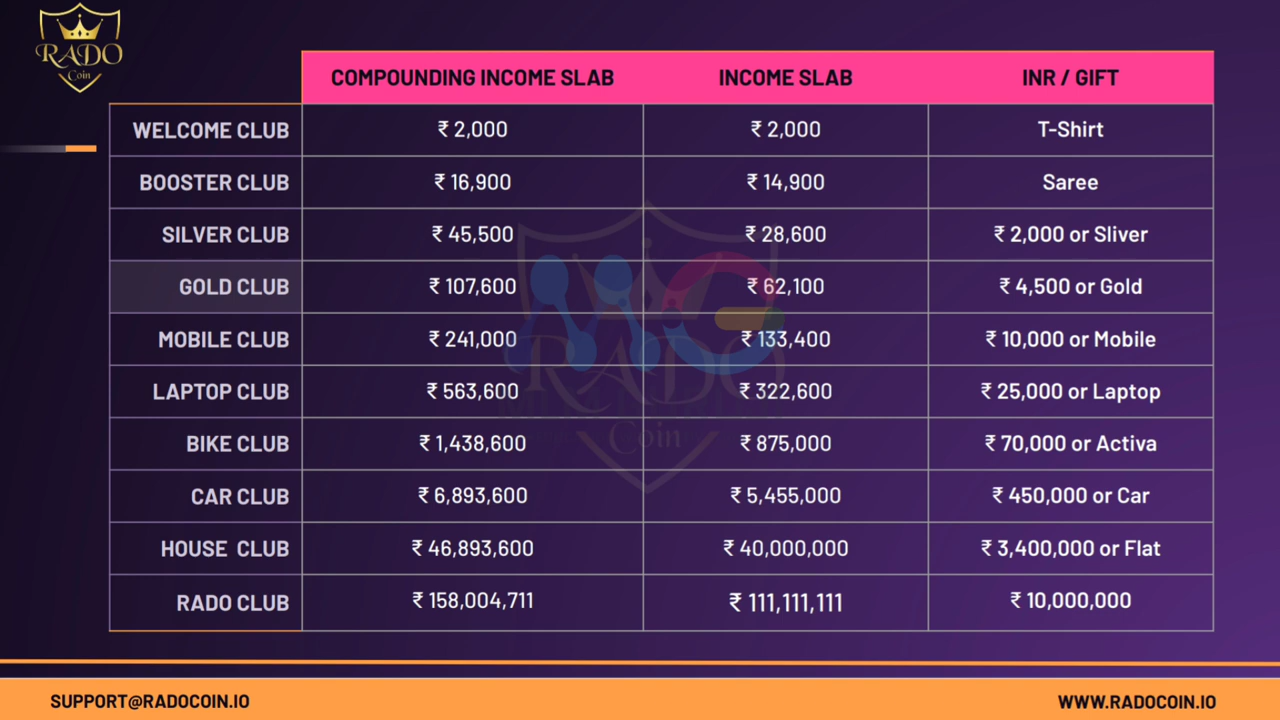 RADO
Coin
COMPOUNDING INCOME SLAB INCOME SLAB INR / GIFT
WELCOME CLUB ₹ 2,000 ₹ 2,000 T-Shirt
BOOSTER CLUB ₹ 16,900 ₹ 14,900 Saree
SILVER CLUB ₹ 45,500 ₹ 28,600 ₹ 2,000 or Sliver
GOLD CLUB ₹ 107,600 ₹ 62,100 ₹ 4,500 or Gold
MOBILE CLUB ₹ 241,000 ₹ 133,400 ₹ 10,000 or Mobile
LAPTOP CLUB ₹ 563,600 ₹ 322,600 ₹ 25,000 or Laptop
BIKE CLUB ₹ 1,438,600 ₹ 875,000 ₹ 70,000 or Activa
CAR CLUB ₹ 6,893,600 ₹ 5,455,000 ₹ 450,000 or Car
HOUSE CLUB ₹ 46,893,600 ₹ 40,000,000 ₹ 3,400,000 or Flat
RADO CLUB ₹ 158,004,711 ₹ 111,111,111 ₹ 10,000,000
RADO
Coin
SUPPORT@RADOCOIN.IO WWW.RADOCOIN.IO